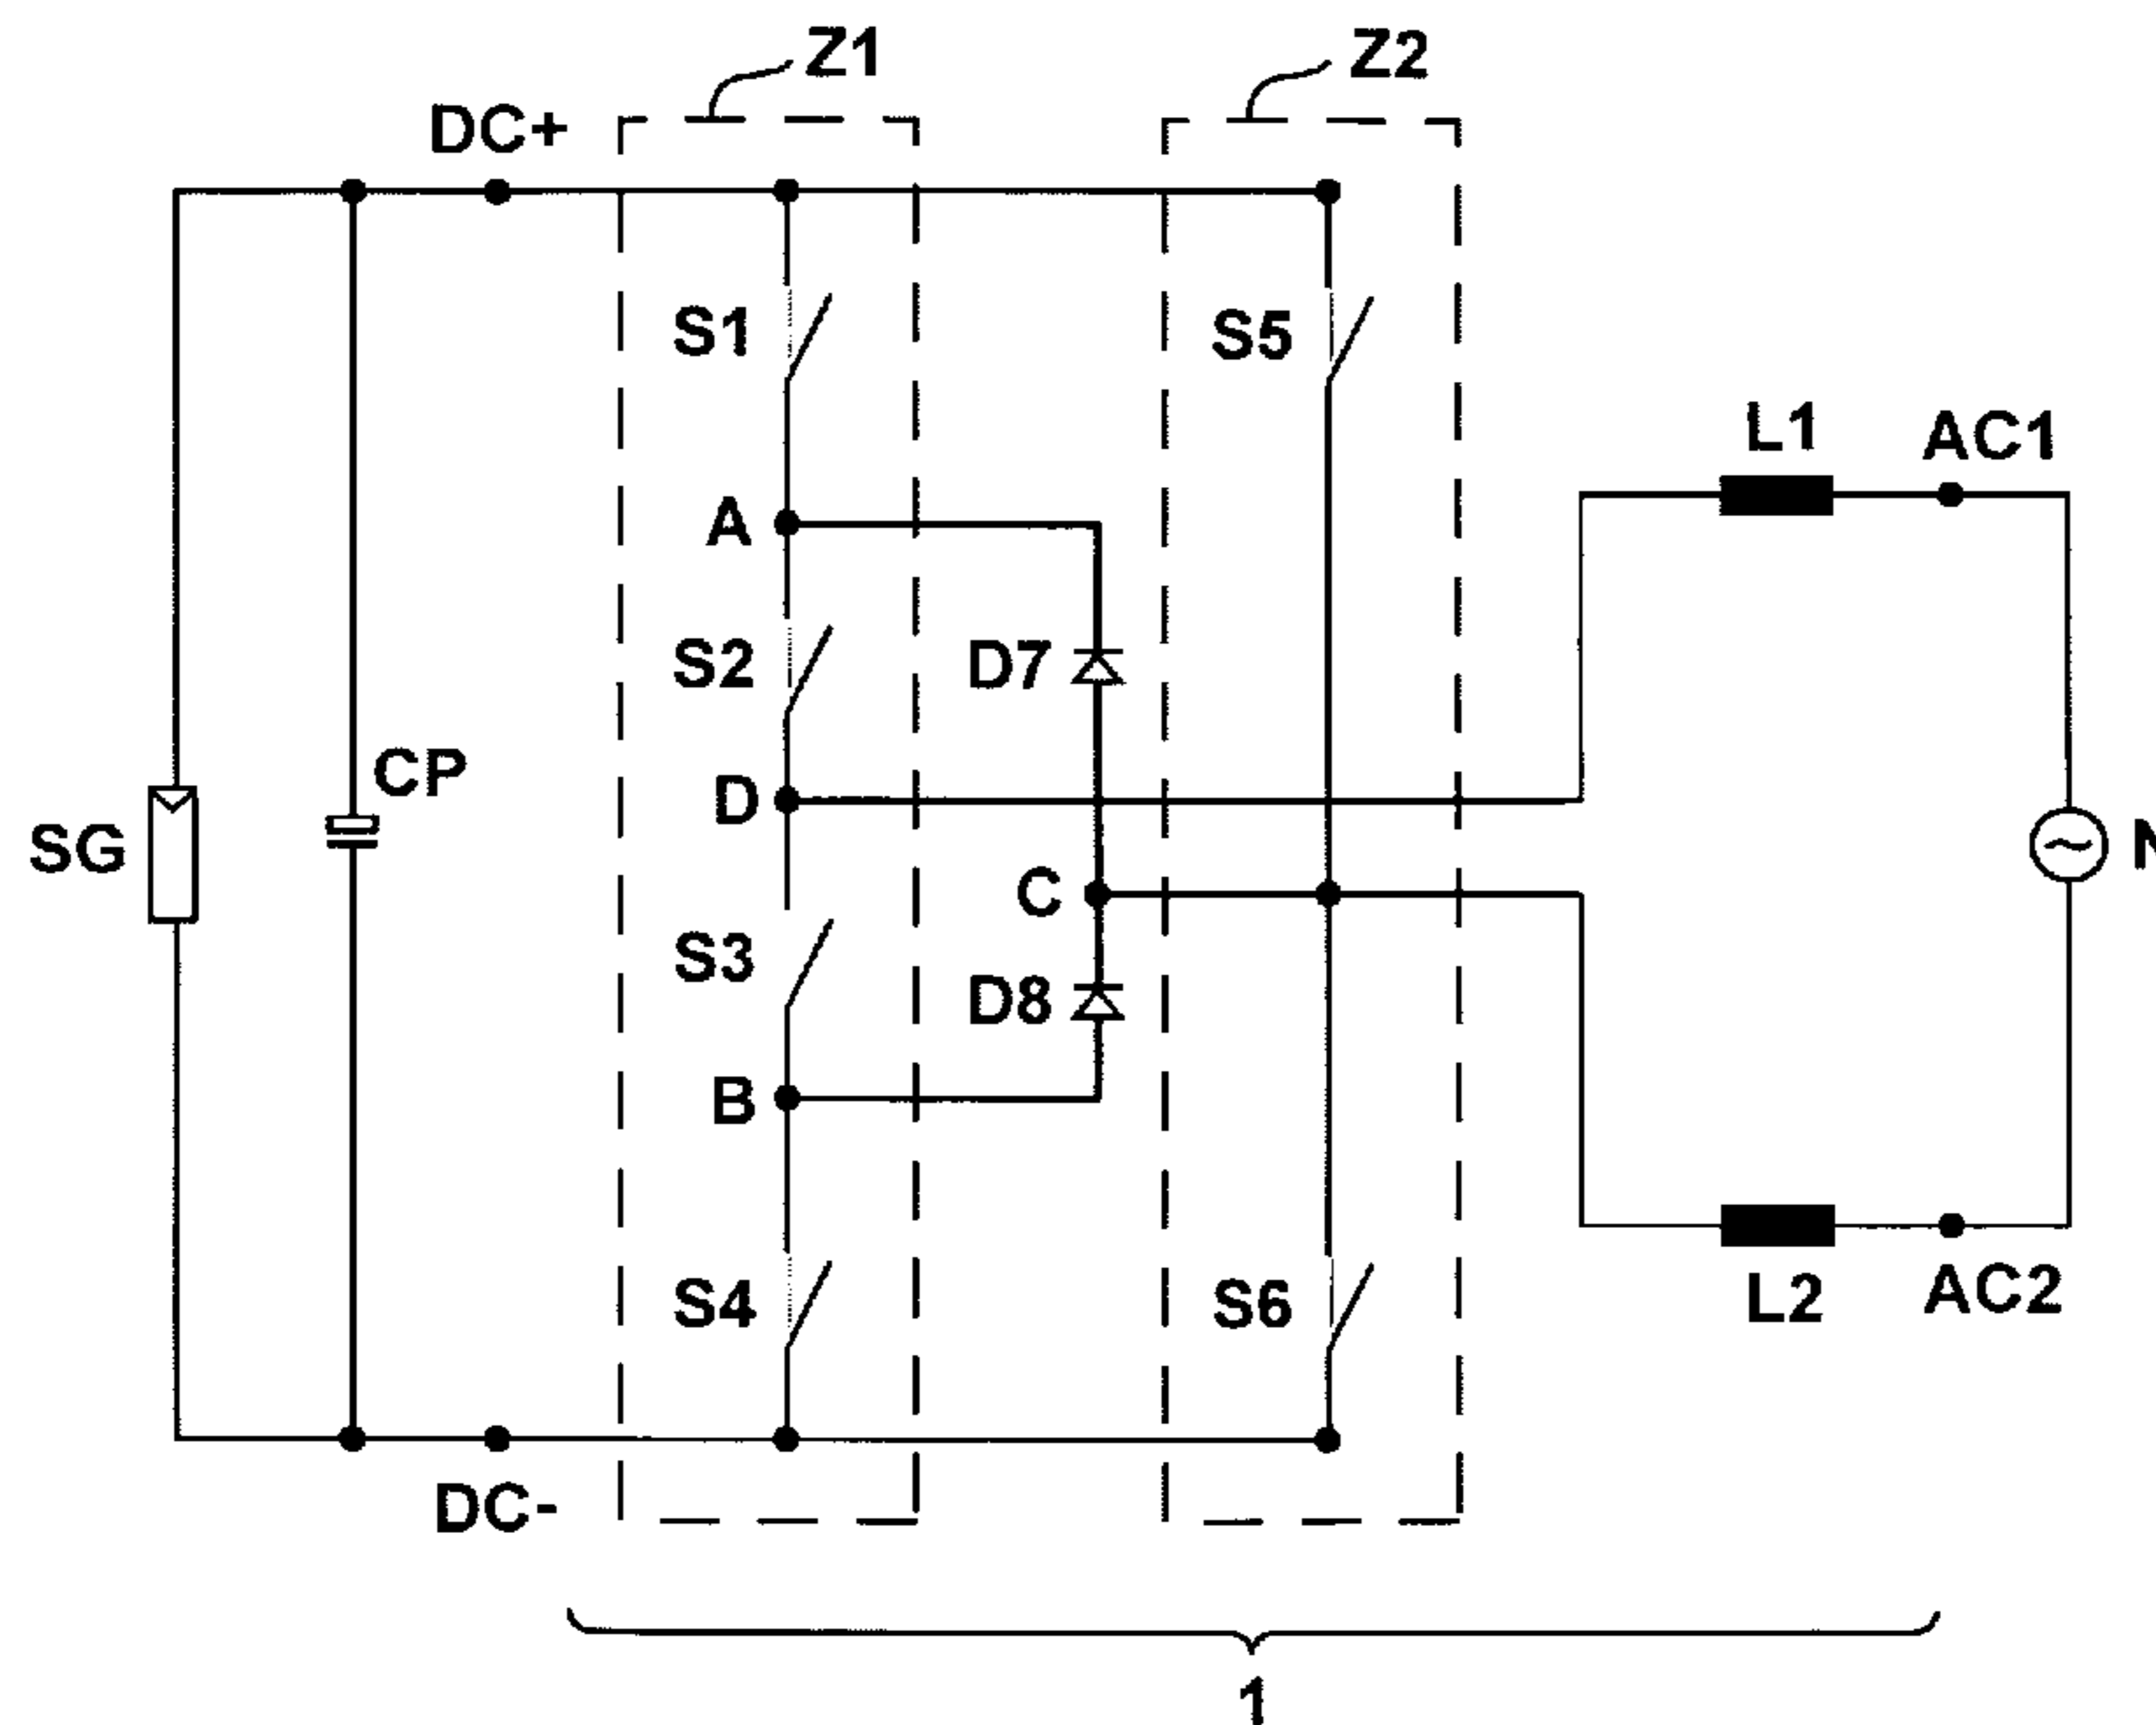 Z1
Z2
DC+
S1
S5
L1
AC1
A
S2
D7
CP
D
SG
N
C
S3
D8
B
S4
S6
L2
AC2
DC-
1